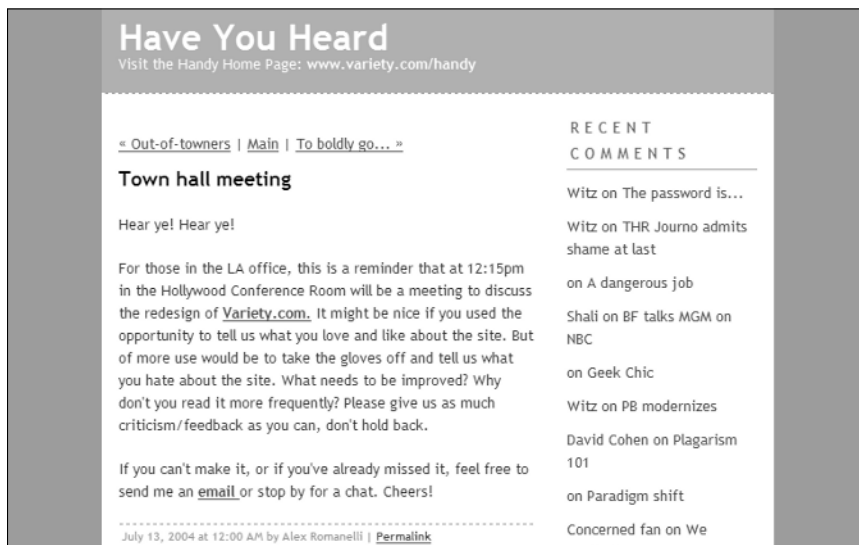 Have You Heard
Visit the Handy Home Page: www.variety.com/handy
« Out-of-towners | Main | To boldly go... »
Town hall meeting
Hear ye! Hear ye!
For those in the LA office, this is a reminder that at 12:15pm
in the Hollywood Conference Room will be a meeting to discuss
the redesign of Variety.com. It might be nice if you used the
opportunity to tell us what you love and like about the site. But
of more use would be to take the gloves off and tell us what
you hate about the site. What needs to be improved? Why
don't you read it more frequently? Please give us as much
criticism/feedback as you can, don't hold back.
If you can't make it, or if you've already missed it, feel free to
send me an email or stop by for a chat. Cheers!
July 13, 2004 at 12:00 AM by Alex Romanelli | Permalink
RECENT
COMMENTS
Witz on The password is...
Witz on THR Journo admits
shame at last
on A dangerous job
Shali on BF talks MGM on
NBC
on Geek Chic
Witz on PB modernizes
David Cohen on Plagarism
101
on Paradigm shift
Concerned fan on We